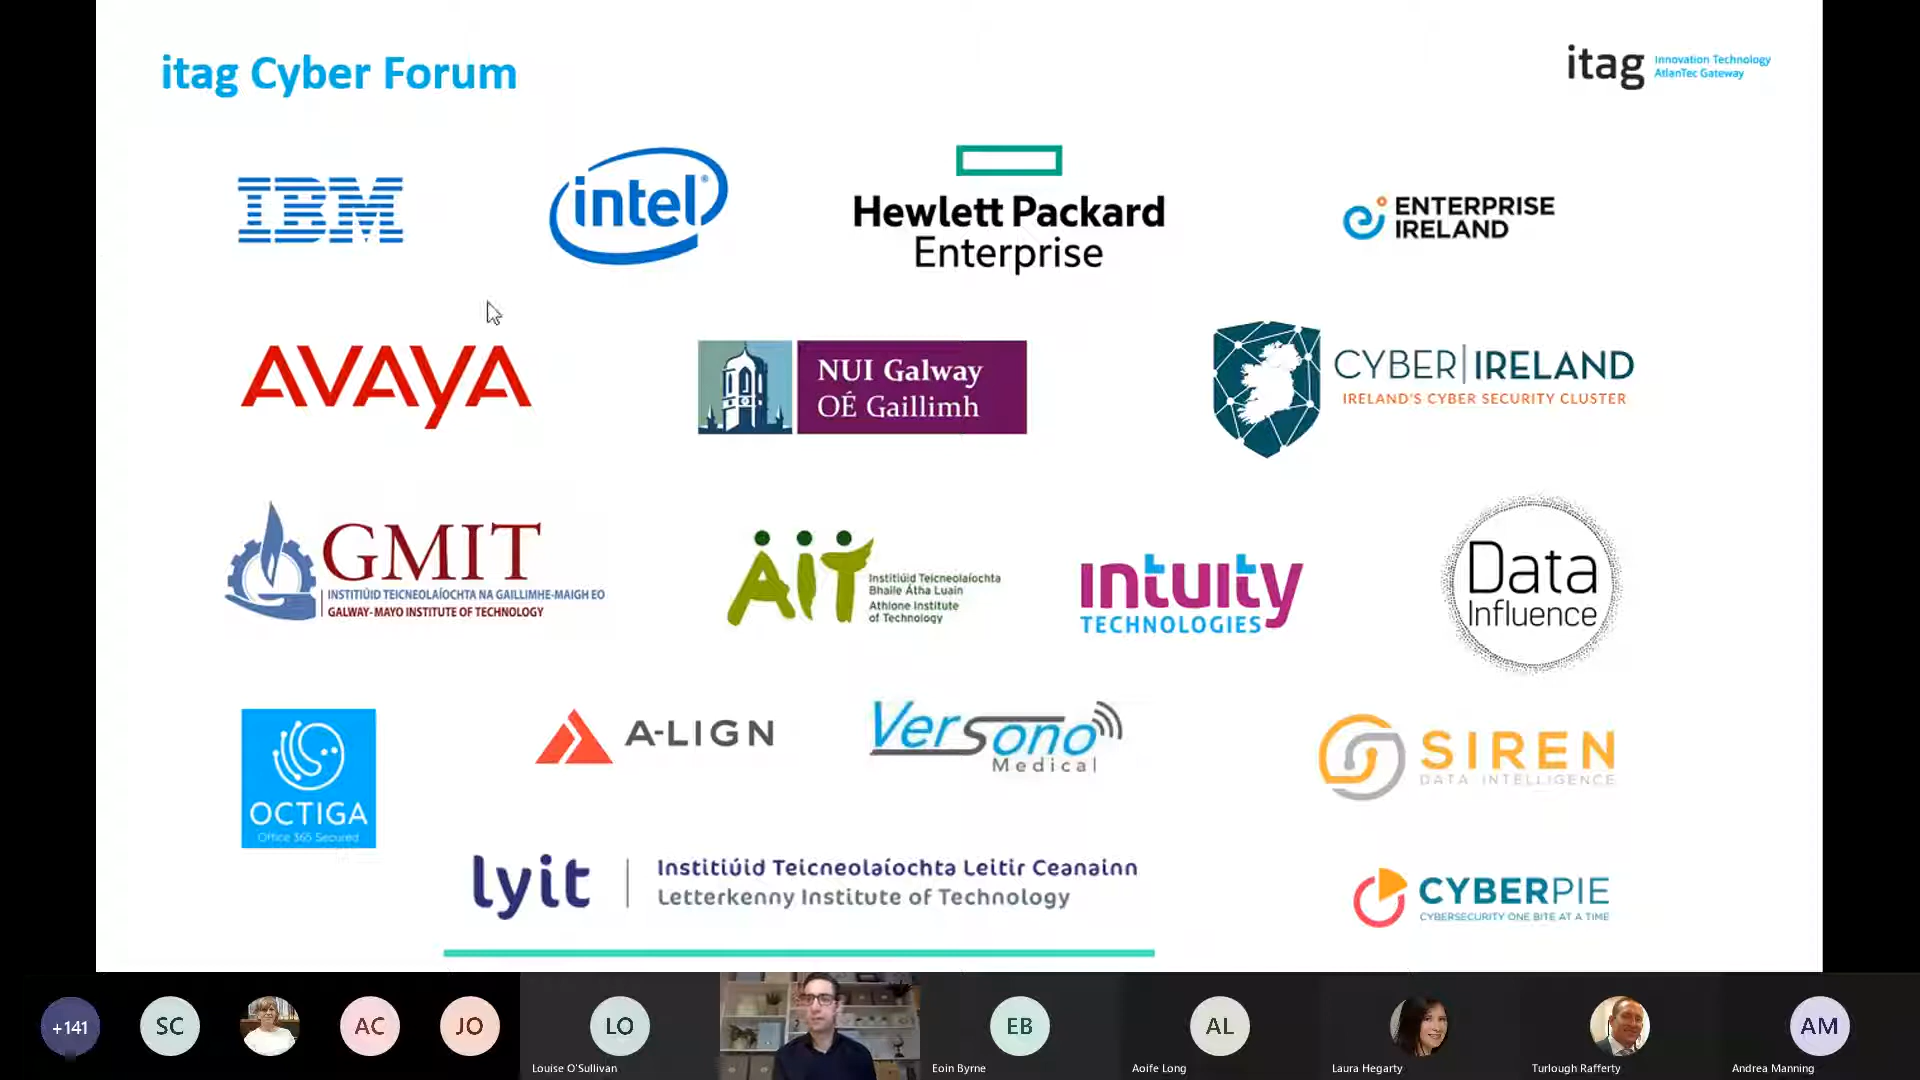 itag Cyber Forum
itag Innovation Technology
AtlanTec Gateway
IBM
intel®
Hewlett Packard
Enterprise
ENTERPRISE
IRELAND
AVAYA
NUI Galway
OÉ Gaillimh
CYBER|IRELAND
IRELAND'S CYBER SECURITY CLUSTER
GMIT
INSTITIÚID TEICNEOLAÍOCHTA NA GAILLIMHE-MAIGH EO
GALWAY-MAYO INSTITUTE OF TECHNOLOGY
AIT
Institiúid Teicneolaíochta
Bhaile Átha Luain
Athlone Institute
of Technology
intuity
TECHNOLOGIES
Data
Influence
OCTIGA
Office 365 Secured
A-LIGN
Versono
Medical
SIREN
DATA INTELLIGENCE
lyit
Institiúid Teicneolaíochta Leitir Ceanainn
Letterkenny Institute of Technology
CYBERPIE
CYBERSECURITY ONE BITE AT A TIME
+141
SC
AC
JO
LO
EB
AL
AM
Louise O'Sullivan
Eoin Byrne
Aoife Long
Laura Hegarty
Turlough Rafferty
Andrea Manning